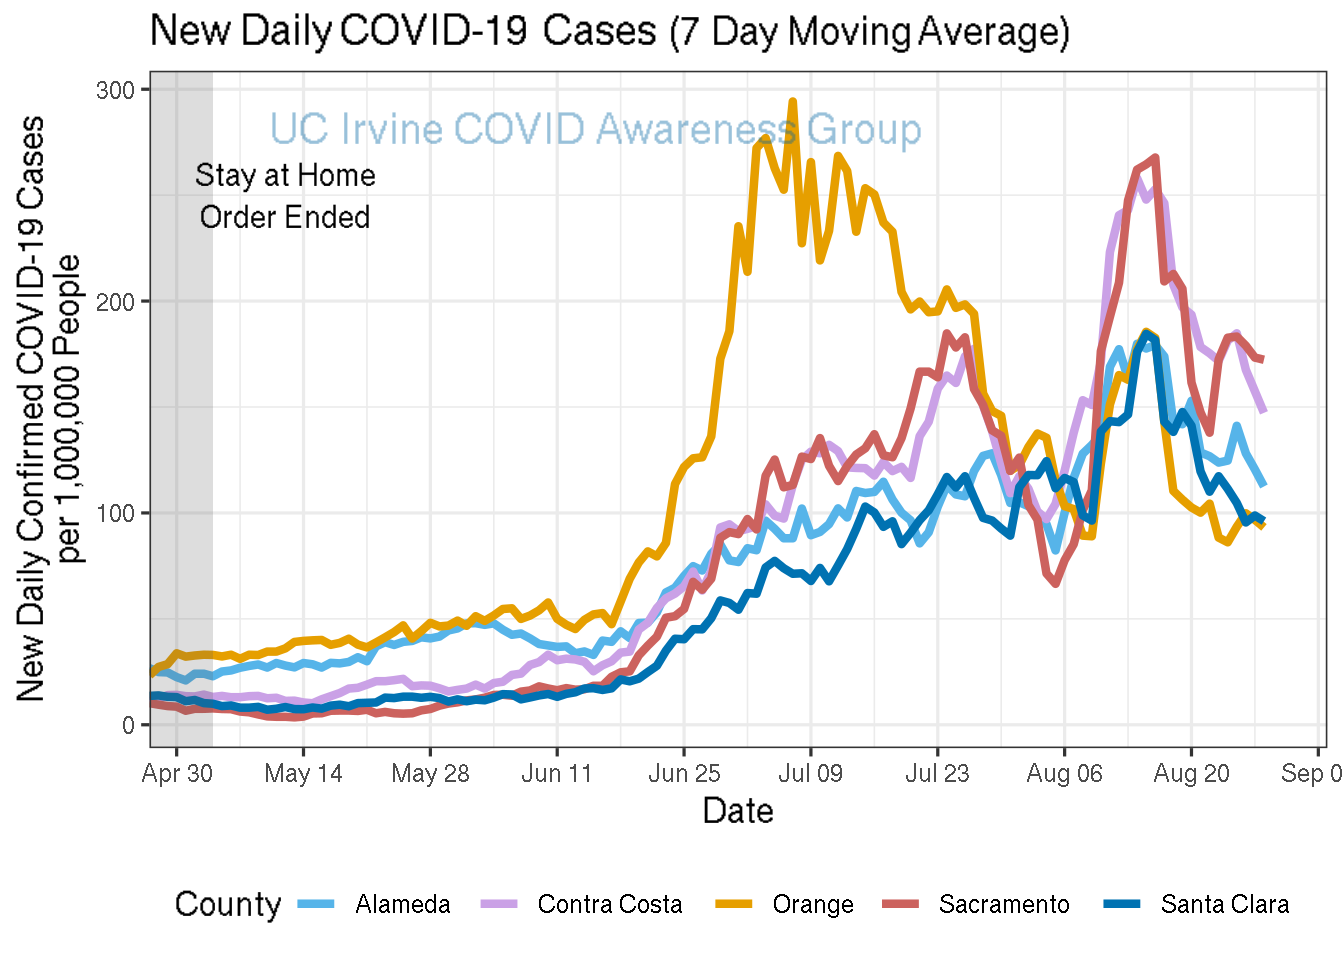 New Daily COVID-19 Cases (7 Day Moving Average)
UC Irvine COVID Awareness Group
Stay at Home
Order Ended
New Daily Confirmed COVID-19 Cases
per 1,000,000 People
300
200
100
0
Apr 30 May 14 May 28 Jun 11 Jun 25 Jul 09 Jul 23 Aug 06 Aug 20 Sep 0
Date
County Alameda Contra Costa Orange Sacramento Santa Clara